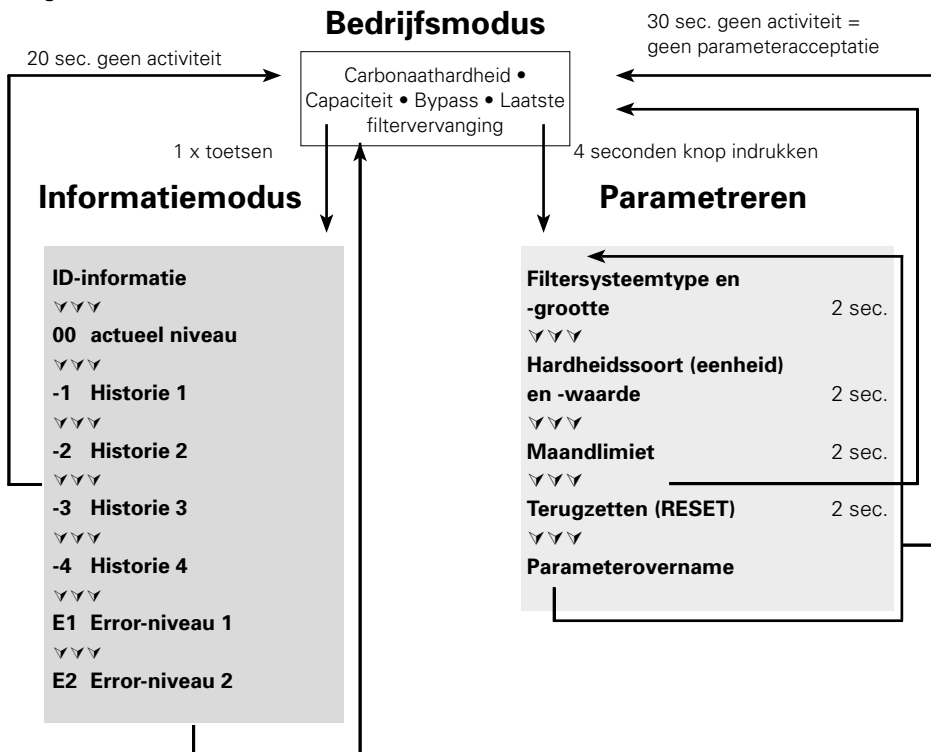 Bedrijfsmodus
30 sec. geen activiteit =
geen parameteracceptatie
20 sec. geen activiteit
Carbonaathardheid •
Capaciteit • Bypass • Laatste
filtervervanging
1 x toetsen
4 seconden knop indrukken
Informatiemodus
ID-informatie
00 actueel niveau
-1 Historie 1
-2 Historie 2
-3 Historie 3
-4 Historie 4
E1 Error-niveau 1
E2 Error-niveau 2
Parametreren
Filtersysteemtype en
-grootte 2 sec.
Hardheidssoort (eenheid)
en -waarde 2 sec.
Maandlimiet 2 sec.
Terugzetten (RESET) 2 sec.
Parameterovername